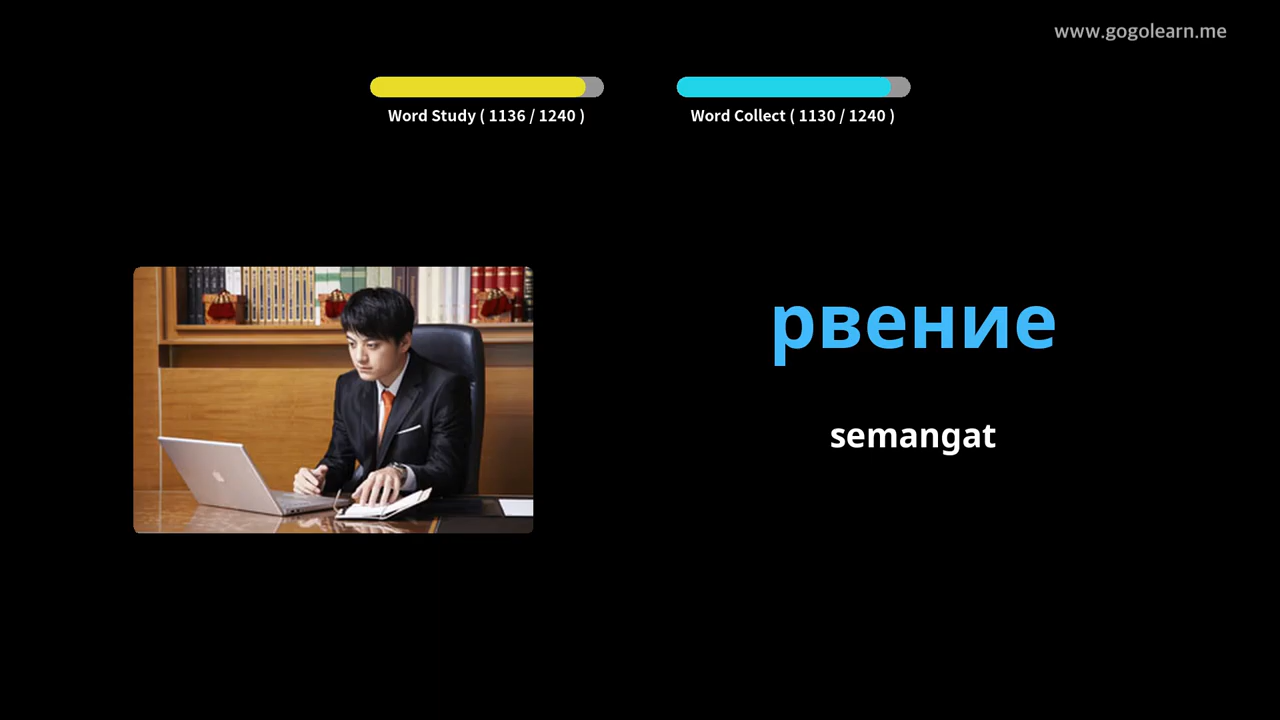 www.gogolearn.me
Word Study ( 1136 / 1240 )
Word Collect ( 1130 / 1240 )
рвение
semangat